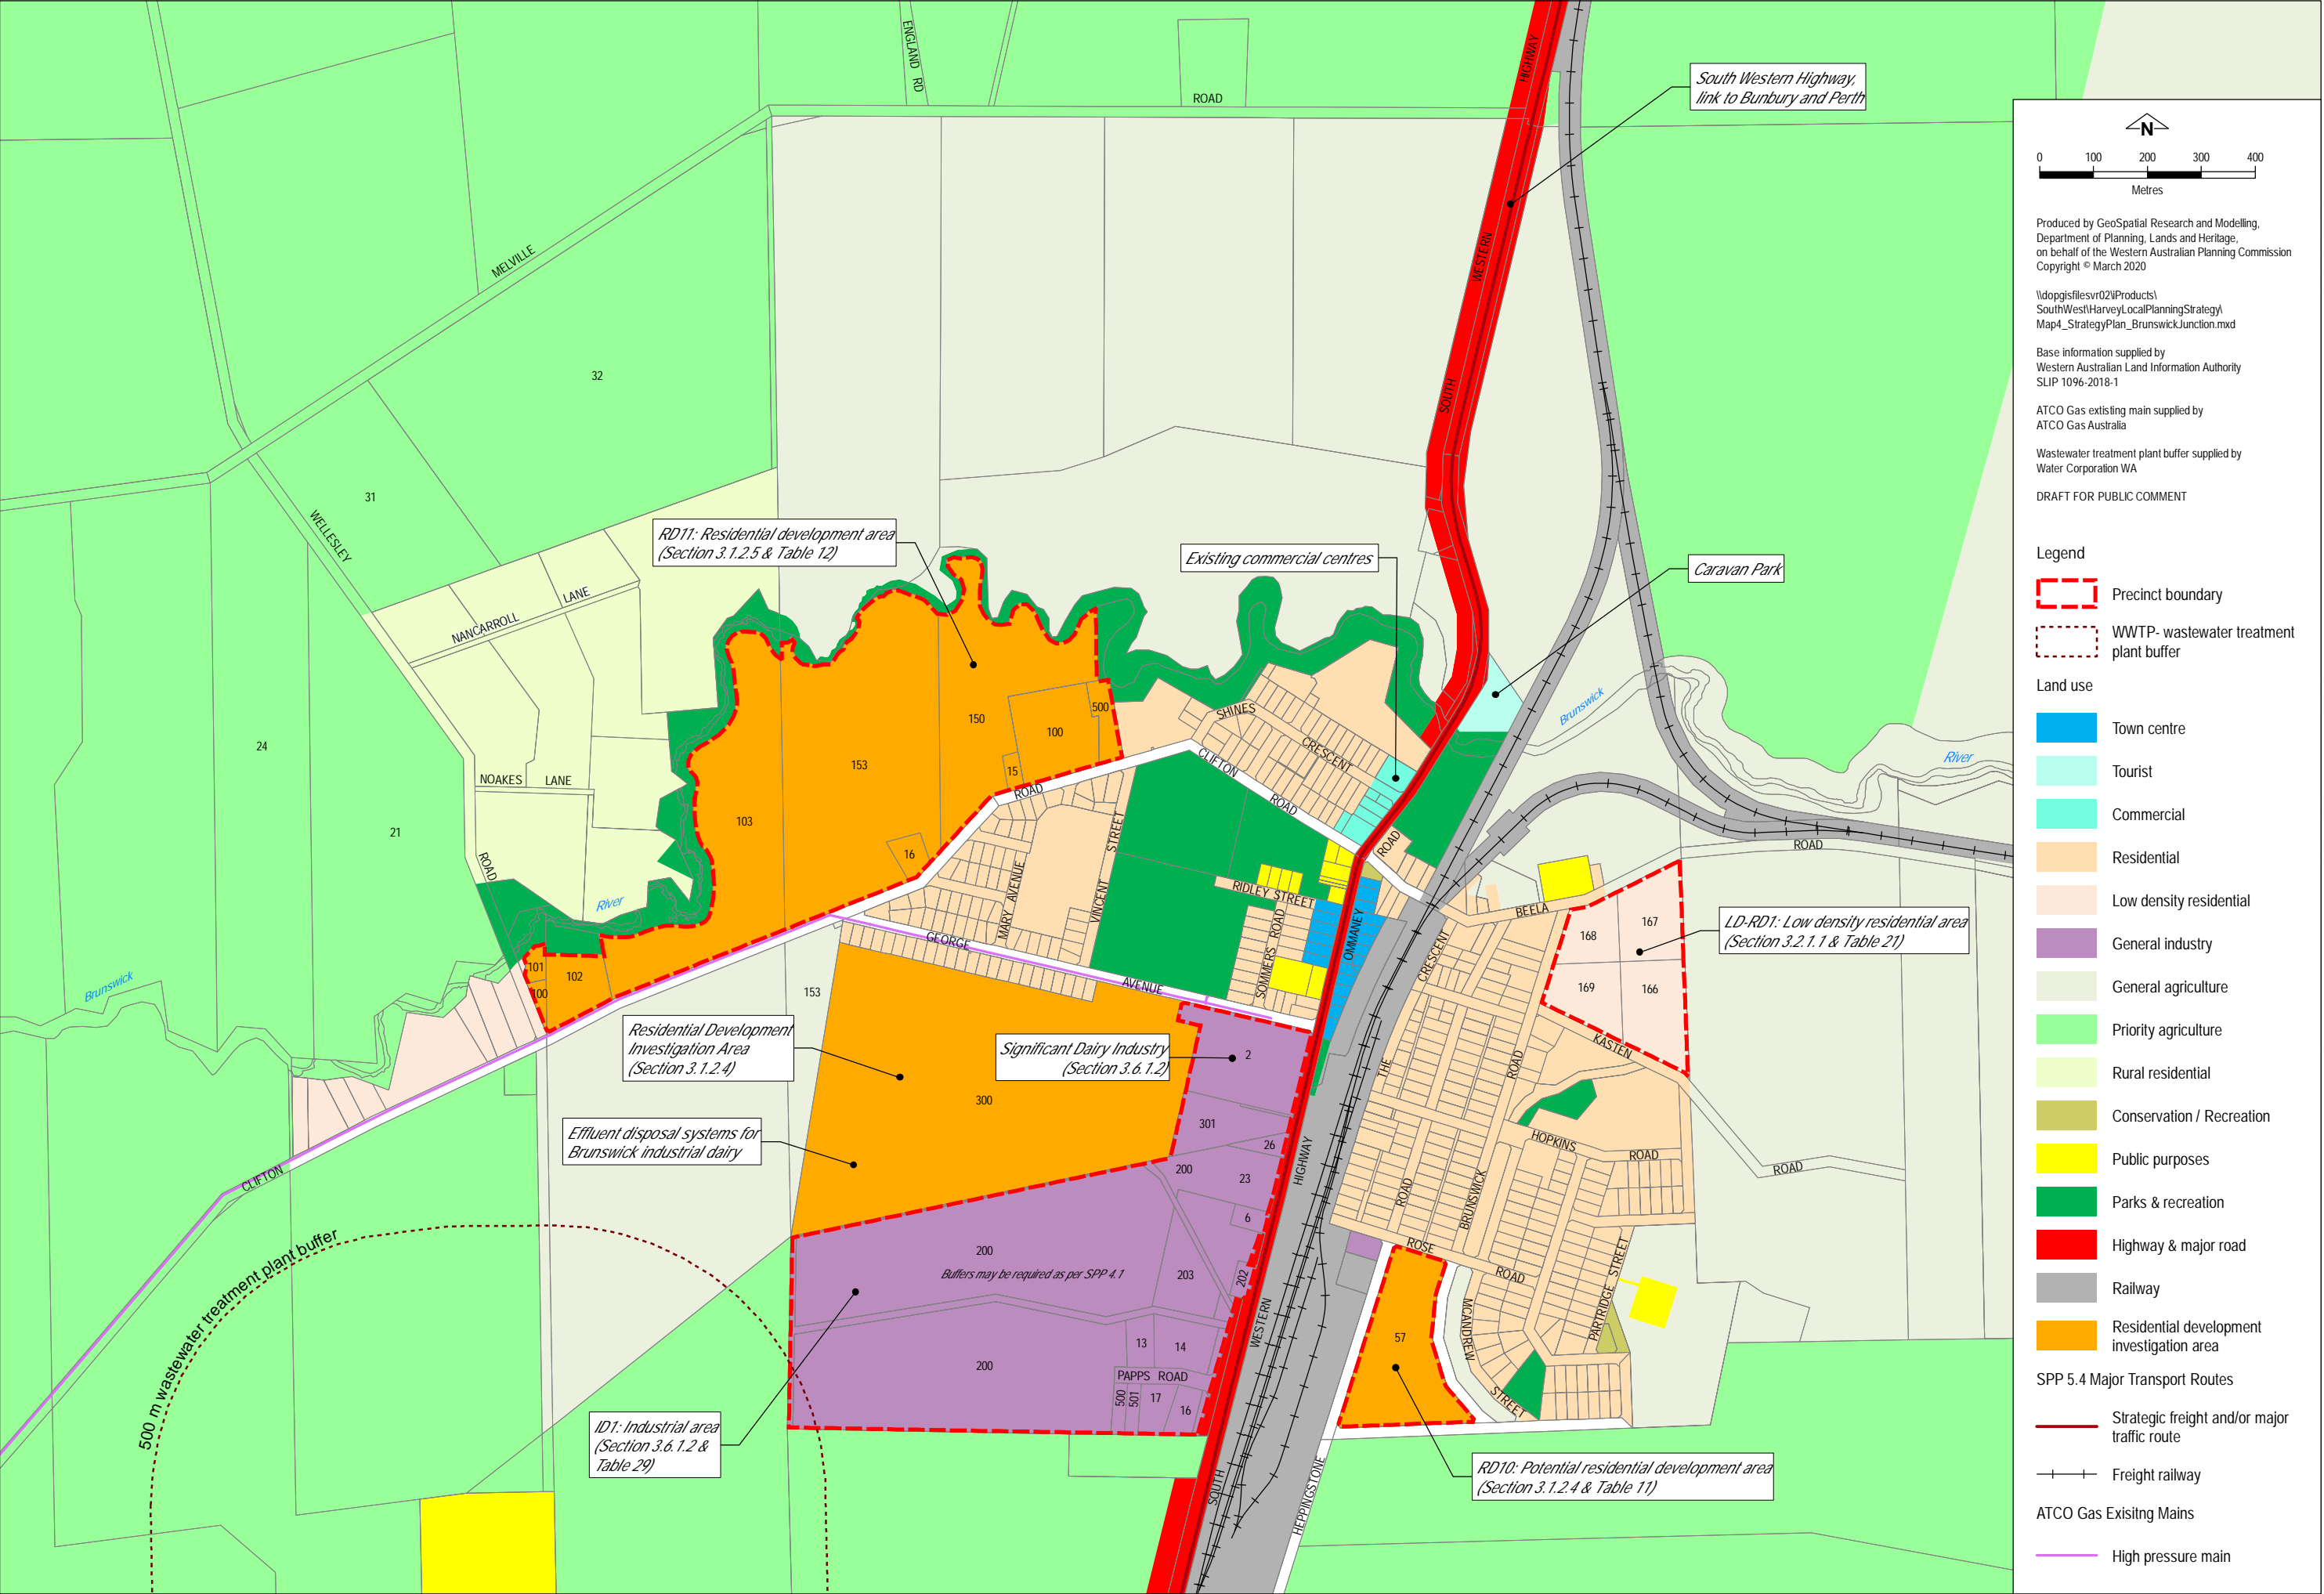 ENGLAND RD
ROAD
HIGHWAY
South Western Highway,
link to Bunbury and Perth
WESTERN
SOUTH
MELVILLE
32
31
WELLESLEY
RD11: Residential development area
(Section 3.1.2.5 & Table 12)
Existing commercial centres
Caravan Park
NANCARROLL
LANE
Brunswick
River
24
21
NOAKES LANE
ROAD
River
Brunswick
153
150
100
500
15
103
16
101
100
102
SHINES
CRESCENT
CLIFTON
ROAD
ROAD
ROAD
MARY AVENUE
STREET
VINCENT
RIDLEY STREET
SOMMERS ROAD
OMMANEY
GEORGE
AVENUE
BEELA
ROAD
CRESCENT
THE
168
167
169
166
LD-RD1: Low density residential area
(Section 3.2.1.1 & Table 21)
KASTEN
ROAD
153
Residential Development
Investigation Area
(Section 3.1.2.4)
Significant Dairy Industry
(Section 3.6.1.2)
2
300
301
26
200
23
6
Effluent disposal systems for
Brunswick industrial dairy
CLIFTON
HIGHWAY
ROAD
BRUNSWICK
ROAD
HOPKINS
ROAD
500 m wastewater treatment plant buffer
200
Buffers may be required as per SPP 4.1
203
202
ROSE
ROAD
PARTRIDGE STREET
MCANDREW
STREET
57
WESTERN
13
14
200
PAPPS ROAD
500
501
17
16
ID1: Industrial area
(Section 3.6.1.2 &
Table 29)
SOUTH
HEPPINGSTONE
RD10: Potential residential development area
(Section 3.1.2.4 & Table 11)
N
0 100 200 300 400
Metres
Produced by GeoSpatial Research and Modelling,
Department of Planning, Lands and Heritage,
on behalf of the Western Australian Planning Commission
Copyright © March 2020
\\dopgisfilesvr02\iProducts\
SouthWest\HarveyLocalPlanningStrategy\
Map4_StrategyPlan_BrunswickJunction.mxd
Base information supplied by
Western Australian Land Information Authority
SLIP 1096-2018-1
ATCO Gas extisting main supplied by
ATCO Gas Australia
Wastewater treatment plant buffer supplied by
Water Corporation WA
DRAFT FOR PUBLIC COMMENT
Legend
Precinct boundary
WWTP- wastewater treatment
plant buffer
Land use
Town centre
Tourist
Commercial
Residential
Low density residential
General industry
General agriculture
Priority agriculture
Rural residential
Conservation / Recreation
Public purposes
Parks & recreation
Highway & major road
Railway
Residential development
investigation area
SPP 5.4 Major Transport Routes
Strategic freight and/or major
traffic route
Freight railway
ATCO Gas Exisitng Mains
High pressure main